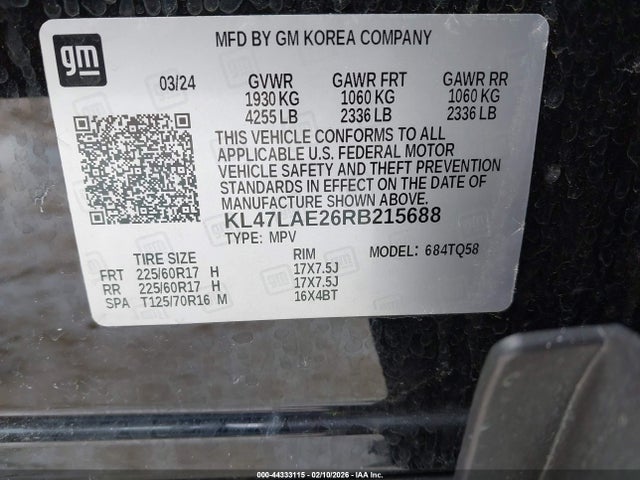 gm
MFD BY GM KOREA COMPANY
03/24 GVWR GAWR FRT GAWR RR
1930 KG 1060 KG 1060 KG
4255 LB 2336 LB 2336 LB
THIS VEHICLE CONFORMS TO ALL
APPLICABLE U.S. FEDERAL MOTOR
VEHICLE SAFETY AND THEFT PREVENTION
STANDARDS IN EFFECT ON THE DATE OF
MANUFACTURE SHOWN ABOVE.
KL47LAE26RB215688
TYPE: MPV MODEL: 684TQ58
TIRE SIZE RIM
FRT 225/60R17 H 17X7.5J
RR 225/60R17 H 17X7.5J
SPA T125/70R16 M 16X4BT
000-44333115 - 02/10/2026 - IAABC